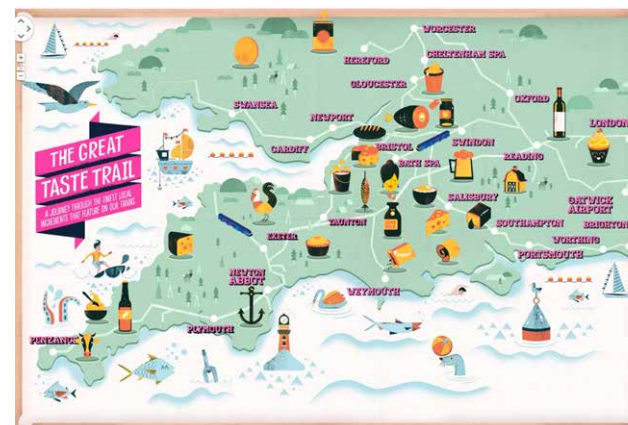 WORCESTER
HEREFORD
CHELTENHAM SPA
GLOUCESTER
OXFORD
SWANSEA
NEWPORT
LONDON
THE GREAT
TASTE TRAIL
A JOURNEY THROUGH THE FINEST LOCAL
INGREDIENTS THAT FEATURE ON OUR TRAINS
CARDIFF
BRISTOL
SWINDON
BATH SPA
READING
SALISBURY
GATWICK
AIRPORT
TAUNTON
SOUTHAMPTON
BRIGHTON
EXETER
WORTHING
PORTSMOUTH
NEWTON
ABBOT
WEYMOUTH
PLYMOUTH
PENZANCE